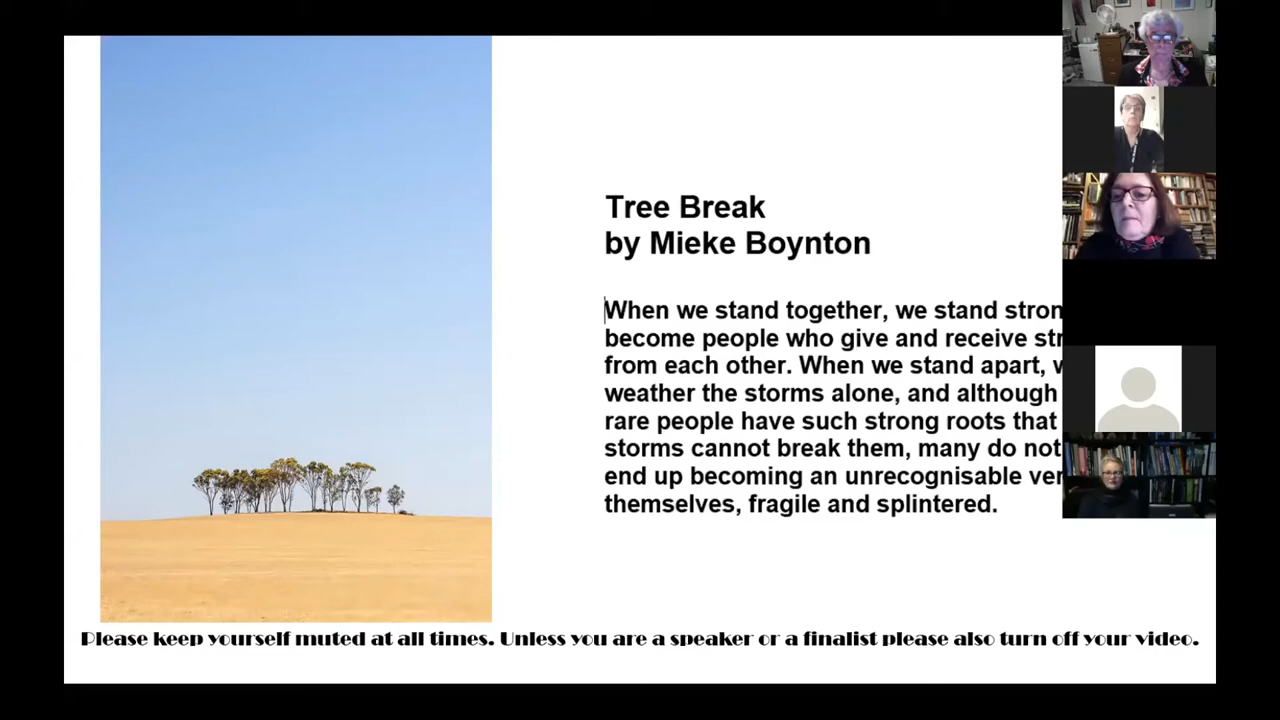 Tree Break
by Mieke Boynton
When we stand together, we stand
become people who give and receive
from each other. When we stand apart,
weather the storms alone, and although
rare people have such strong roots that
storms cannot break them, many do not
end up becoming an unrecognisable
themselves, fragile and splintered.
Please keep yourself muted at all times. Unless you are a speaker or a finalist please also turn off your video.